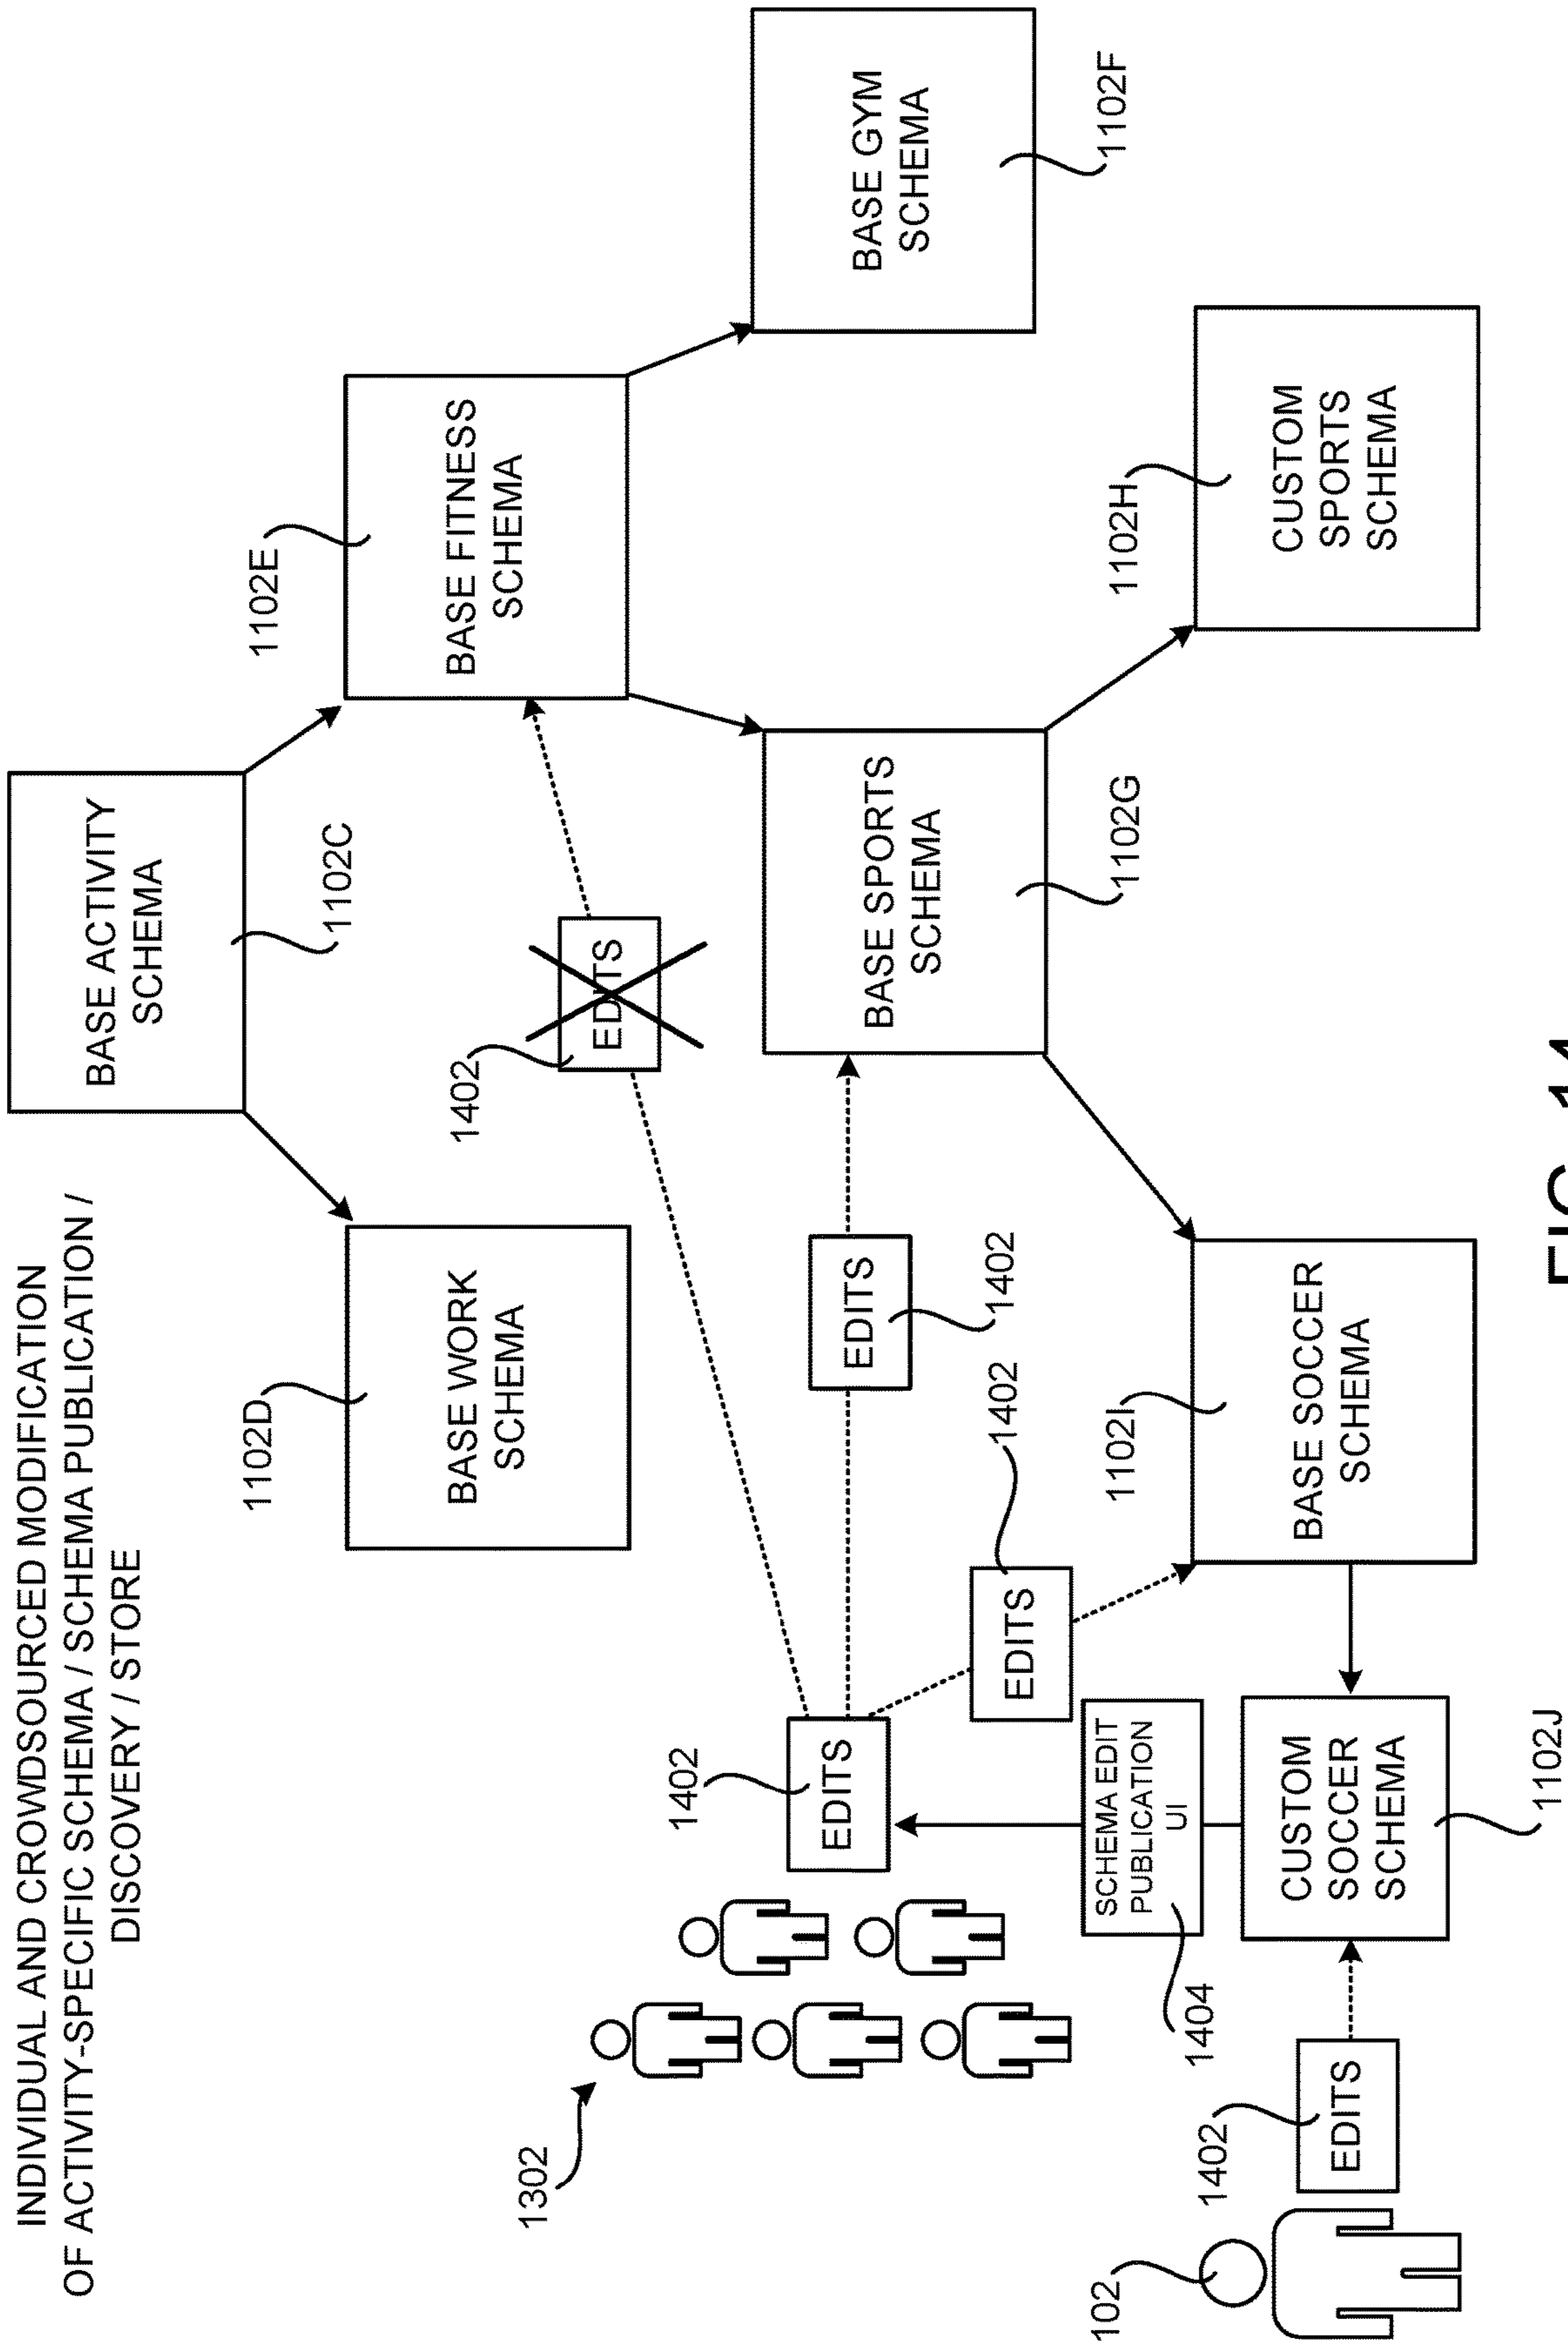 INDIVIDUAL AND CROWDSOURCED MODIFICATION
OF ACTIVITY-SPECIFIC SCHEMA / SCHEMA PUBLICATION /
DISCOVERY / STORE
BASE ACTIVITY
SCHEMA
1102C
1102D
BASE WORK
SCHEMA
1102E
BASE FITNESS
SCHEMA
1402
EDITS
BASE GYM
SCHEMA
1102F
1302
1402
EDITS
EDITS
1402
BASE SPORTS
SCHEMA
1102G
1402
EDITS
SCHEMA EDIT
PUBLICATION
UI
1404
1102I
BASE SOCCER
SCHEMA
1102H
CUSTOM
SPORTS
SCHEMA
102
1402
EDITS
CUSTOM
SOCCER
SCHEMA
1102J
FIG. 14